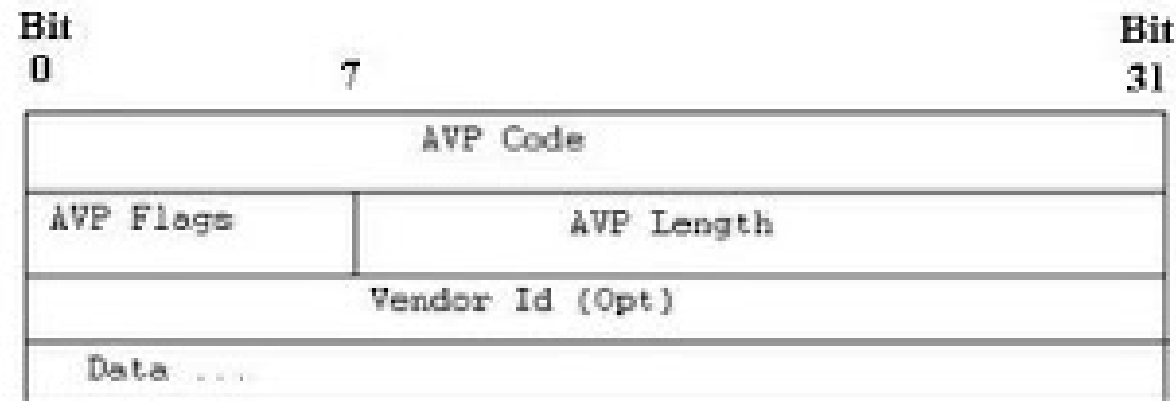 Bit Bit
0 7 31
AVP Code
AVP Flags AVP Length
Vendor Id (Opt)
Data ...